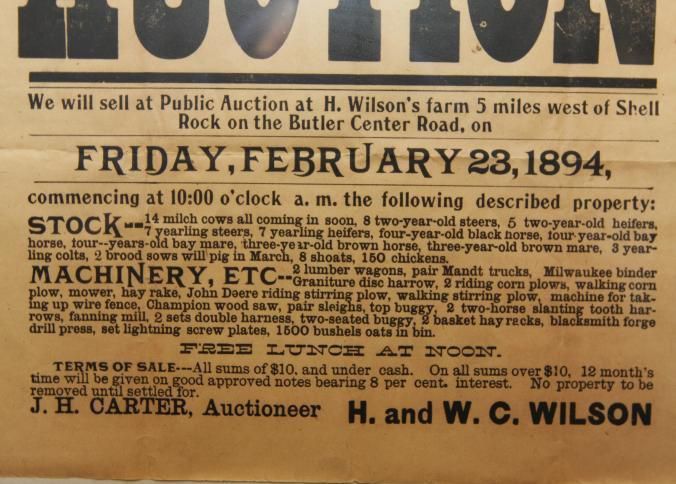 AUCTION
We will sell at Public Auction at H. Wilson's farm 5 miles west of Shell
Rock on the Butler Center Road, on
FRIDAY, FEBRUARY 23, 1894,
commencing at 10:00 o'clock a. m. the following described property:
STOCK--14 milch cows all coming in soon, 8 two-year-old steers, 5 two-year-old heifers,
7 yearling steers, 7 yearling heifers, four-year-old black horse, four-year-old bay
horse, four--years-old bay mare, three-year-old brown horse, three-year-old brown mare, 3 year-
ling colts, 2 brood sows will pig in March, 8 shoats, 150 chickens.
MACHINERY, ETC--2 lumber wagons, pair Mandt trucks, Milwaukee binder
Graniture disc harrow, 2 riding corn plows, walking corn
plow, mower, hay rake, John Deere riding stirring plow, walking stirring plow, machine for tak-
ing up wire fence, Champion wood saw, pair sleighs, top buggy, 2 two-horse slanting tooth har-
rows, fanning mill, 2 sets double harness, two-seated buggy, 2 basket hay racks, blacksmith forge
drill press, set lightning screw plates, 1500 bushels oats in bin.
FREE LUNCH AT NOON.
TERMS OF SALE---All sums of $10. and under cash. On all sums over $10, 12 month's
time will be given on good approved notes bearing 8 per cent. interest. No property to be
removed until settled for.
J. H. CARTER, Auctioneer H. and W. C. WILSON